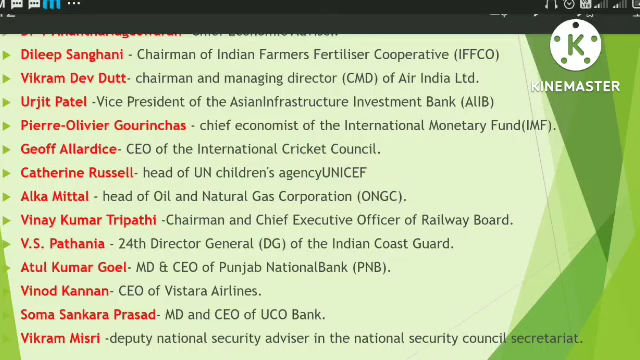 Dileep Sanghani - Chairman of Indian Farmers Fertiliser Cooperative (IFFCO)
Vikram Dev Dutt- chairman and managing director (CMD) of Air India Ltd.
Urjit Patel -Vice President of the AsianInfrastructure Investment Bank (AIIB)
Pierre-Olivier Gourinchas - chief economist of the International Monetary Fund(IMF).
Geoff Allardice- CEO of the International Cricket Council.
Catherine Russell- head of UN children's agencyUNICEF
Alka Mittal - head of Oil and Natural Gas Corporation (ONGC).
Vinay Kumar Tripathi -Chairman and Chief Executive Officer of Railway Board.
V.S. Pathania - 24th Director General (DG) of the Indian Coast Guard.
Atul Kumar Goel- MD & CEO of Punjab NationalBank (PNB).
Vinod Kannan- CEO of Vistara Airlines.
Soma Sankara Prasad- MD and CEO of UCO Bank.
Vikram Misri -deputy national security adviser in the national security council secretariat.
K
KINEMASTER